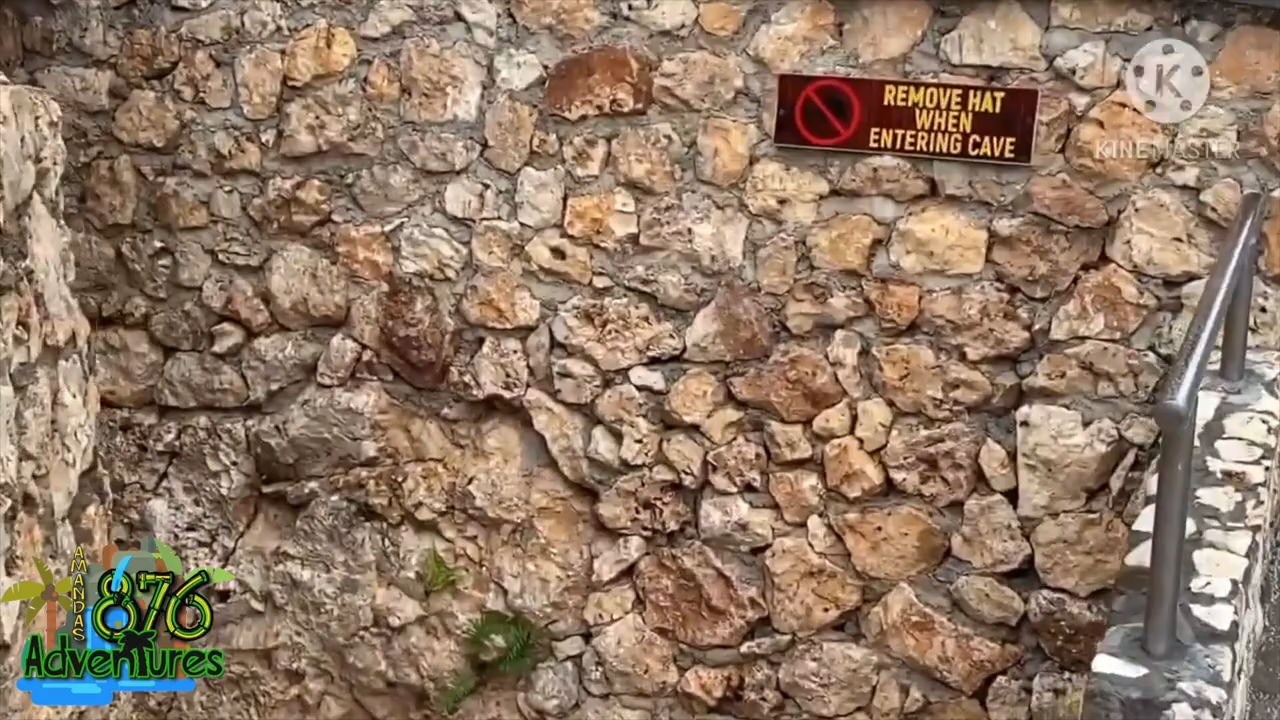 REMOVE HAT
WHEN
ENTERING CAVE
K
KINEMASTER
AMANDAS
876
Adventures